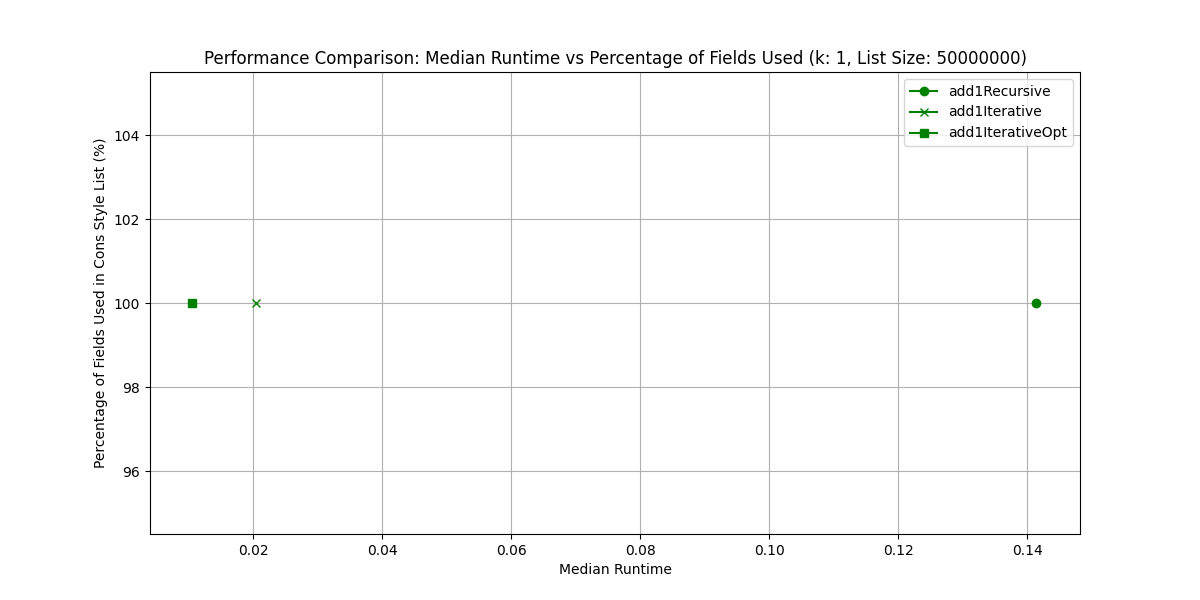 Performance Comparison: Median Runtime vs Percentage of Fields Used (k: 1, List Size: 50000000)
add1Recursive
add1Iterative
add1IterativeOpt
Percentage of Fields Used in Cons Style List (%)
104
102
100
98
96
0.02 0.04 0.06 0.08 0.10 0.12 0.14
Median Runtime